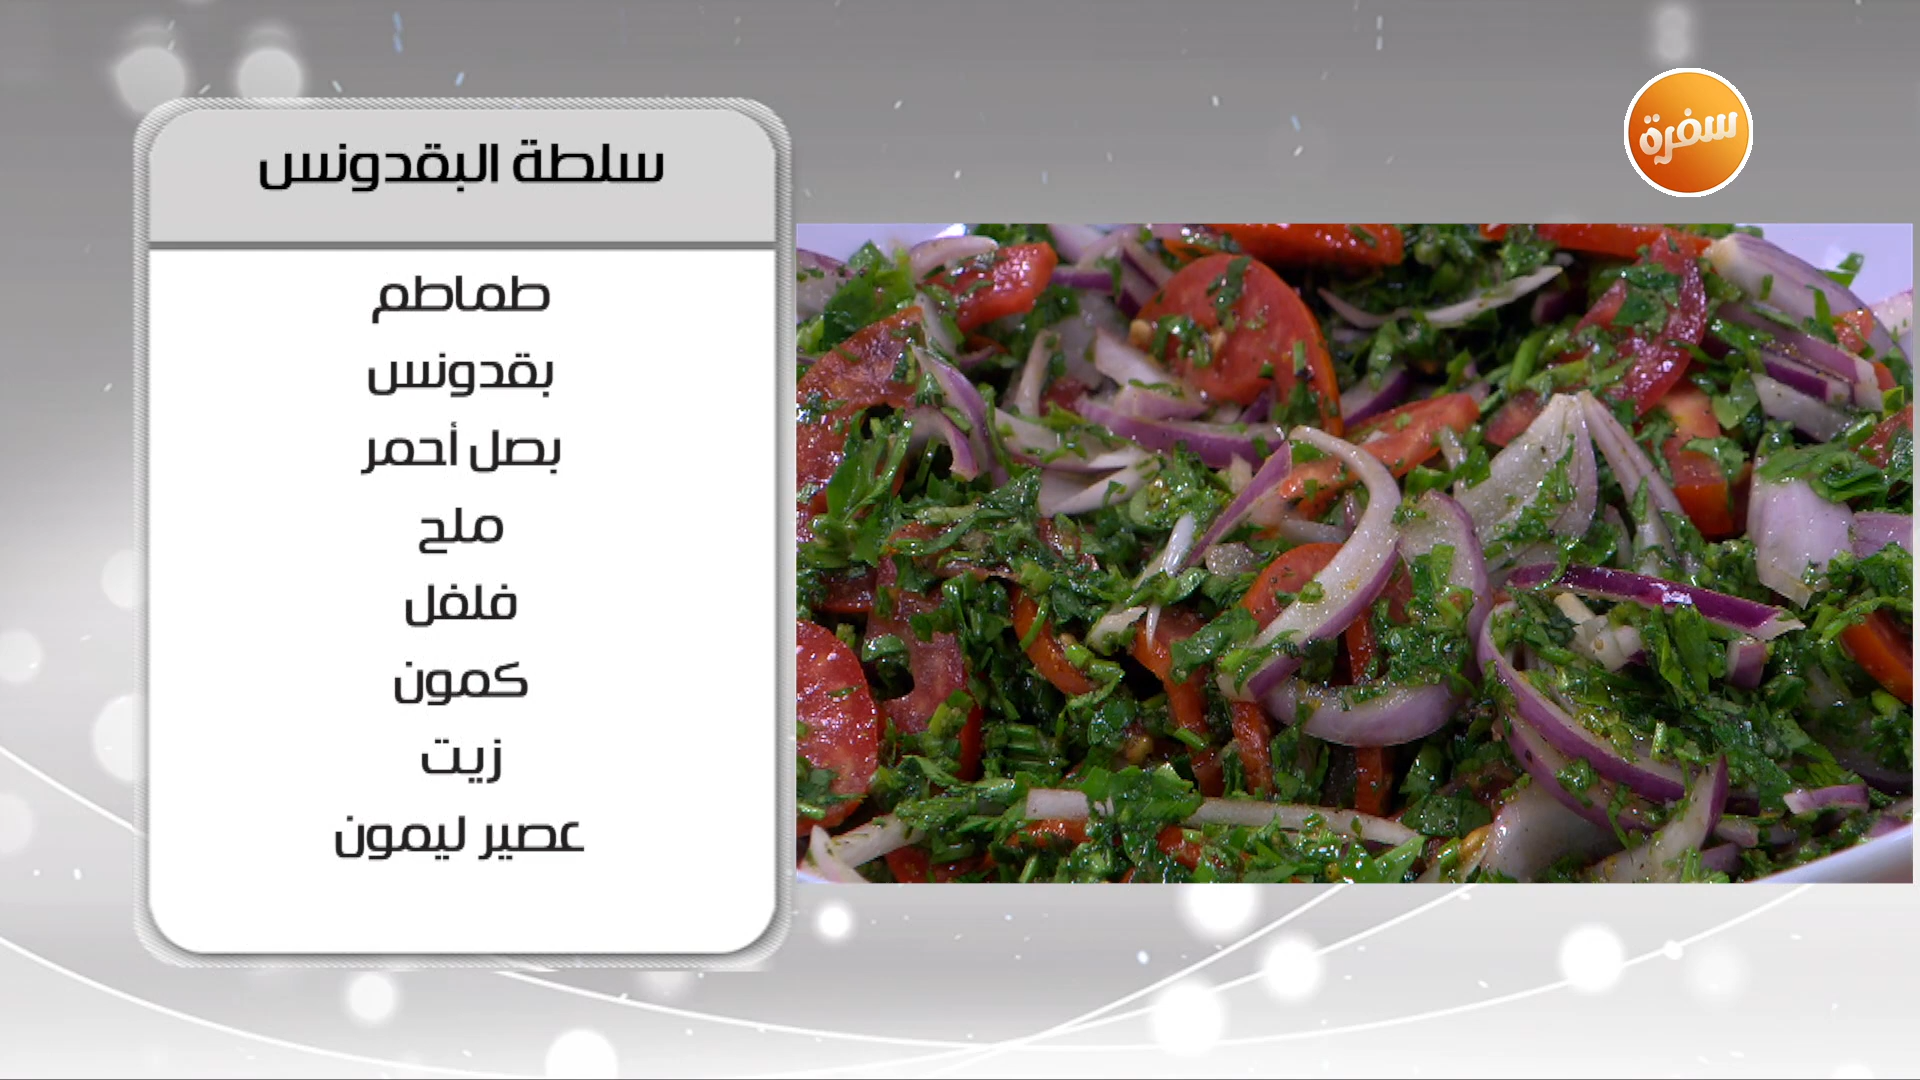 سفرة
سلطة البقدونس
طماطم
بقدونس
بصل أحمر
ملح
فلفل
كمون
زيت
عصير ليمون